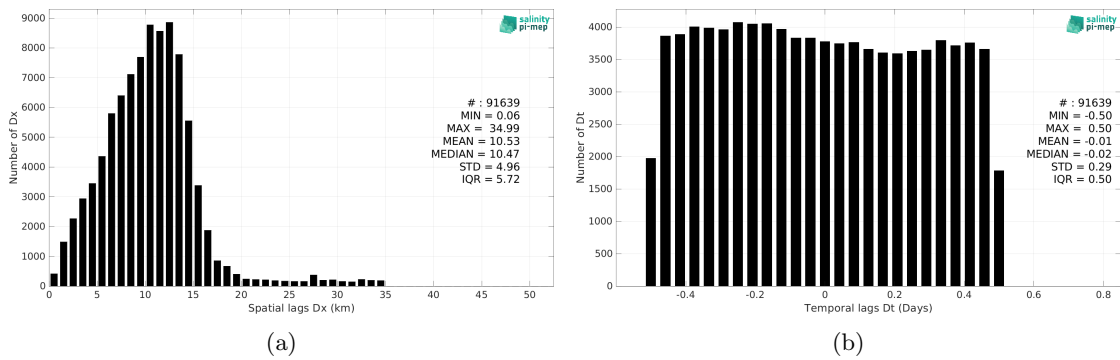 9000
8000
7000
6000
5000
4000
3000
2000
1000
0
Number of Dx
0 5 10 15 20 25 30 35 40 45 50
Spatial lags Dx (km)
salinity
pi-mep
# : 91639
MIN = 0.06
MAX = 34.99
MEAN = 10.53
MEDIAN = 10.47
STD = 4.96
IQR = 5.72
(a)
4000
3500
3000
2500
2000
1500
1000
500
0
Number of Dt
-0.4 -0.2 0 0.2 0.4 0.6 0.8
Temporal lags Dt (Days)
salinity
pi-mep
# : 91639
MIN = -0.50
MAX = 0.50
MEAN = -0.01
MEDIAN = -0.02
STD = 0.29
IQR = 0.50
(b)